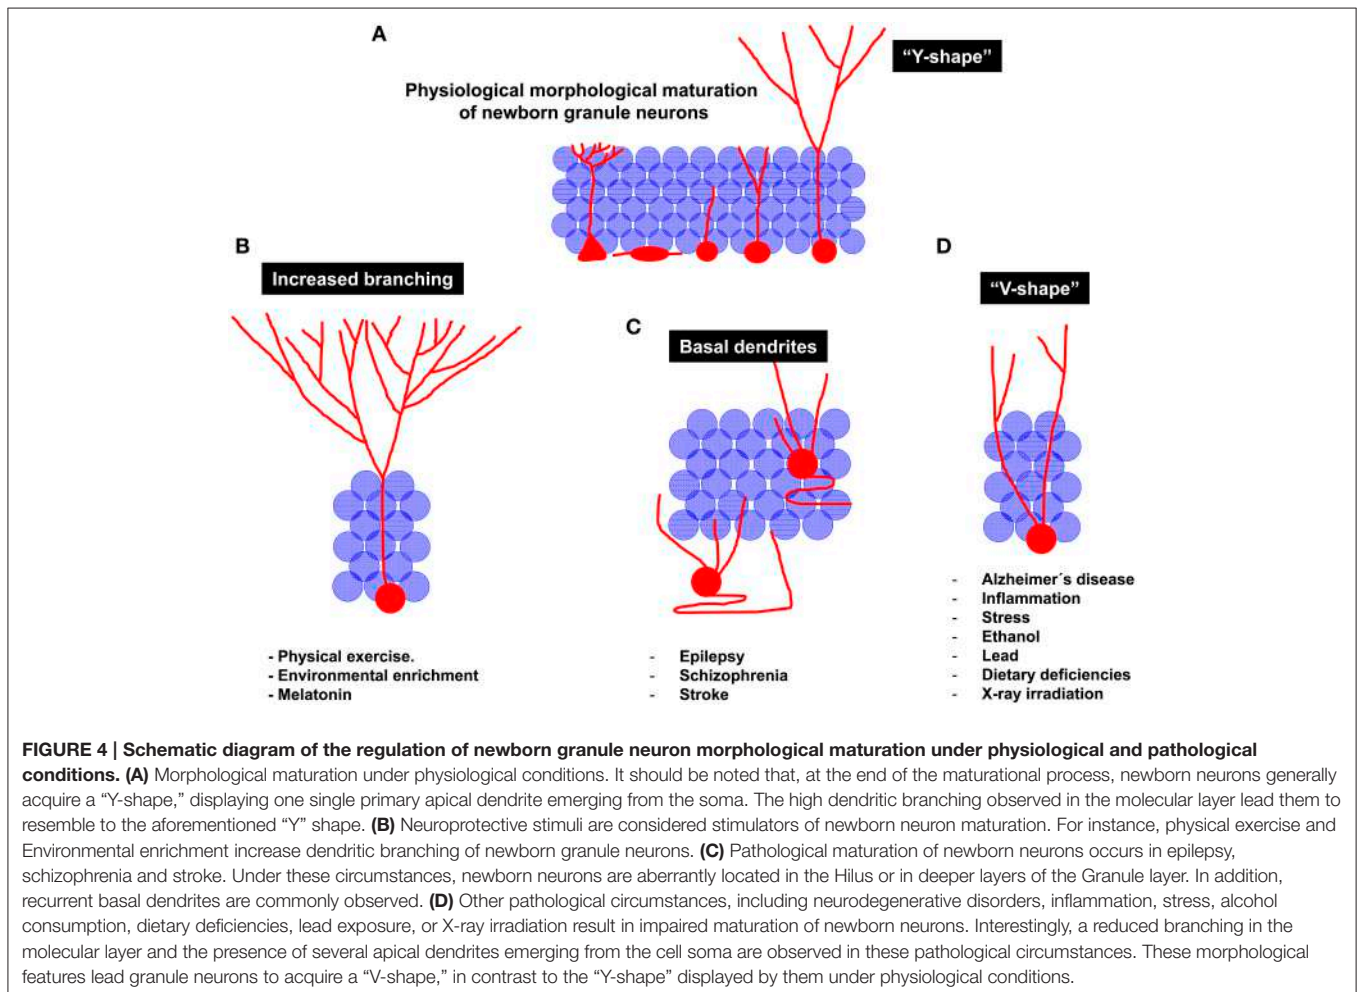 A
"Y-shape"
Physiological morphological maturation
of newborn granule neurons
B
Increased branching
- Physical exercise.
- Environmental enrichment
- Melatonin
C
Basal dendrites
- Epilepsy
- Schizophrenia
- Stroke
D
"V-shape"
- Alzheimer´s disease
- Inflammation
- Stress
- Ethanol
- Lead
- Dietary deficiencies
- X-ray irradiation
FIGURE 4 | Schematic diagram of the regulation of newborn granule neuron morphological maturation under physiological and pathological
conditions. (A) Morphological maturation under physiological conditions. It should be noted that, at the end of the maturational process, newborn neurons generally
acquire a "Y-shape," displaying one single primary apical dendrite emerging from the soma. The high dendritic branching observed in the molecular layer lead them to
resemble to the aforementioned "Y" shape. (B) Neuroprotective stimuli are considered stimulators of newborn neuron maturation. For instance, physical exercise and
Environmental enrichment increase dendritic branching of newborn granule neurons. (C) Pathological maturation of newborn neurons occurs in epilepsy,
schizophrenia and stroke. Under these circumstances, newborn neurons are aberrantly located in the Hilus or in deeper layers of the Granule layer. In addition,
recurrent basal dendrites are commonly observed. (D) Other pathological circumstances, including neurodegenerative disorders, inflammation, stress, alcohol
consumption, dietary deficiencies, lead exposure, or X-ray irradiation result in impaired maturation of newborn neurons. Interestingly, a reduced branching in the
molecular layer and the presence of several apical dendrites emerging from the cell soma are observed in these pathological circumstances. These morphological
features lead granule neurons to acquire a "V-shape," in contrast to the "Y-shape" displayed by them under physiological conditions.